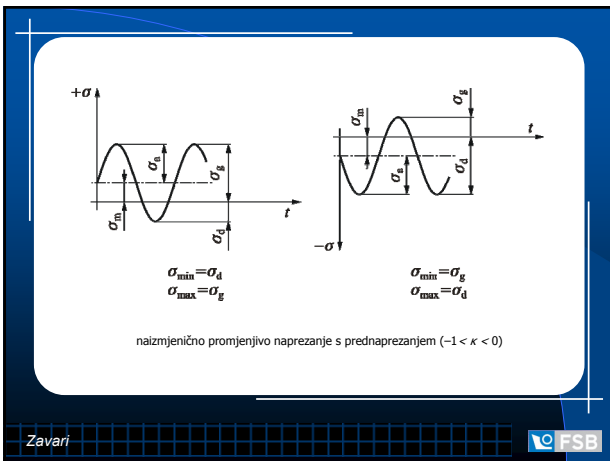 +σ
σₐ
σg
σₘ
σd
t
σmin=σd
σmax=σg
σₘ
σg
t
σₐ
σd
−σ
σmin=σg
σmax=σd
naizmjenično promjenjivo naprezanje s prednaprezanjem (−1< κ < 0)
Zavari
FSB